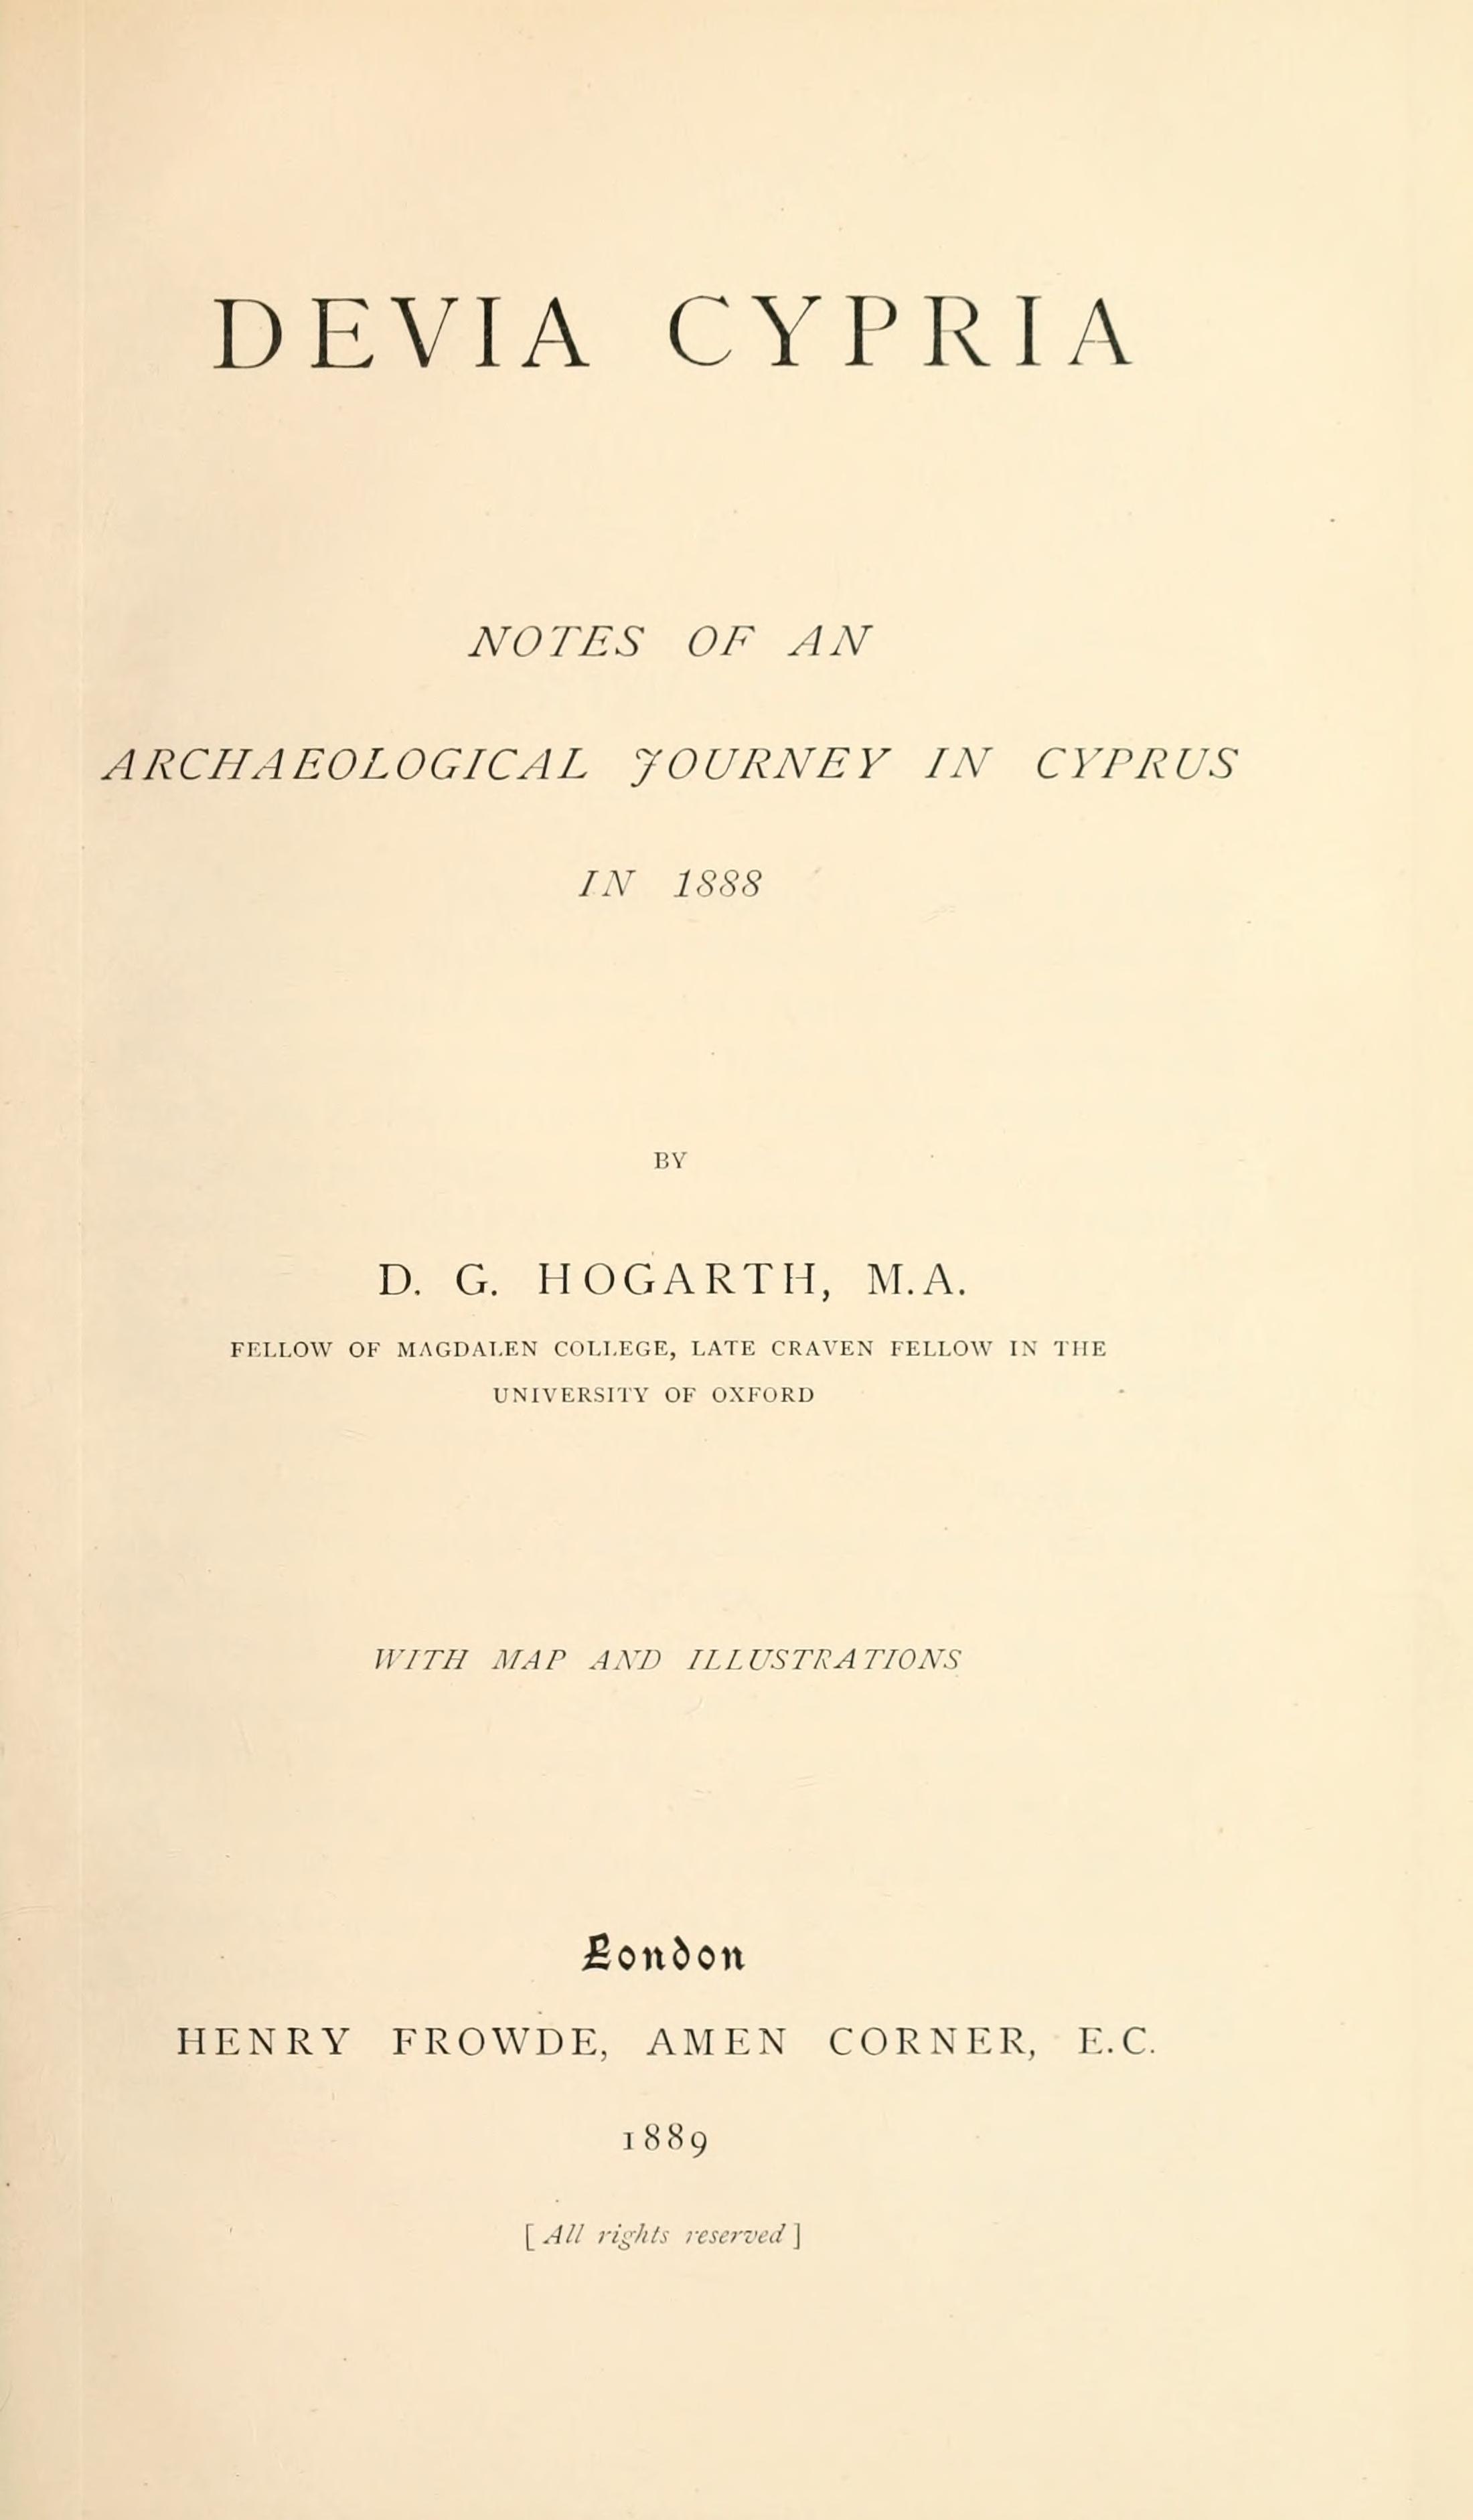 DEVIA CYPRIA
NOTES OF AN
ARCHAEOLOGICAL JOURNEY IN CYPRUS
IN 1888
BY
D. G. HOGARTH, M.A.
FELLOW OF MAGDALEN COLLEGE, LATE CRAVEN FELLOW IN THE
UNIVERSITY OF OXFORD
WITH MAP AND ILLUSTRATIONS
London
HENRY FROWDE, AMEN CORNER, E.C.
1889
[All rights reserved]